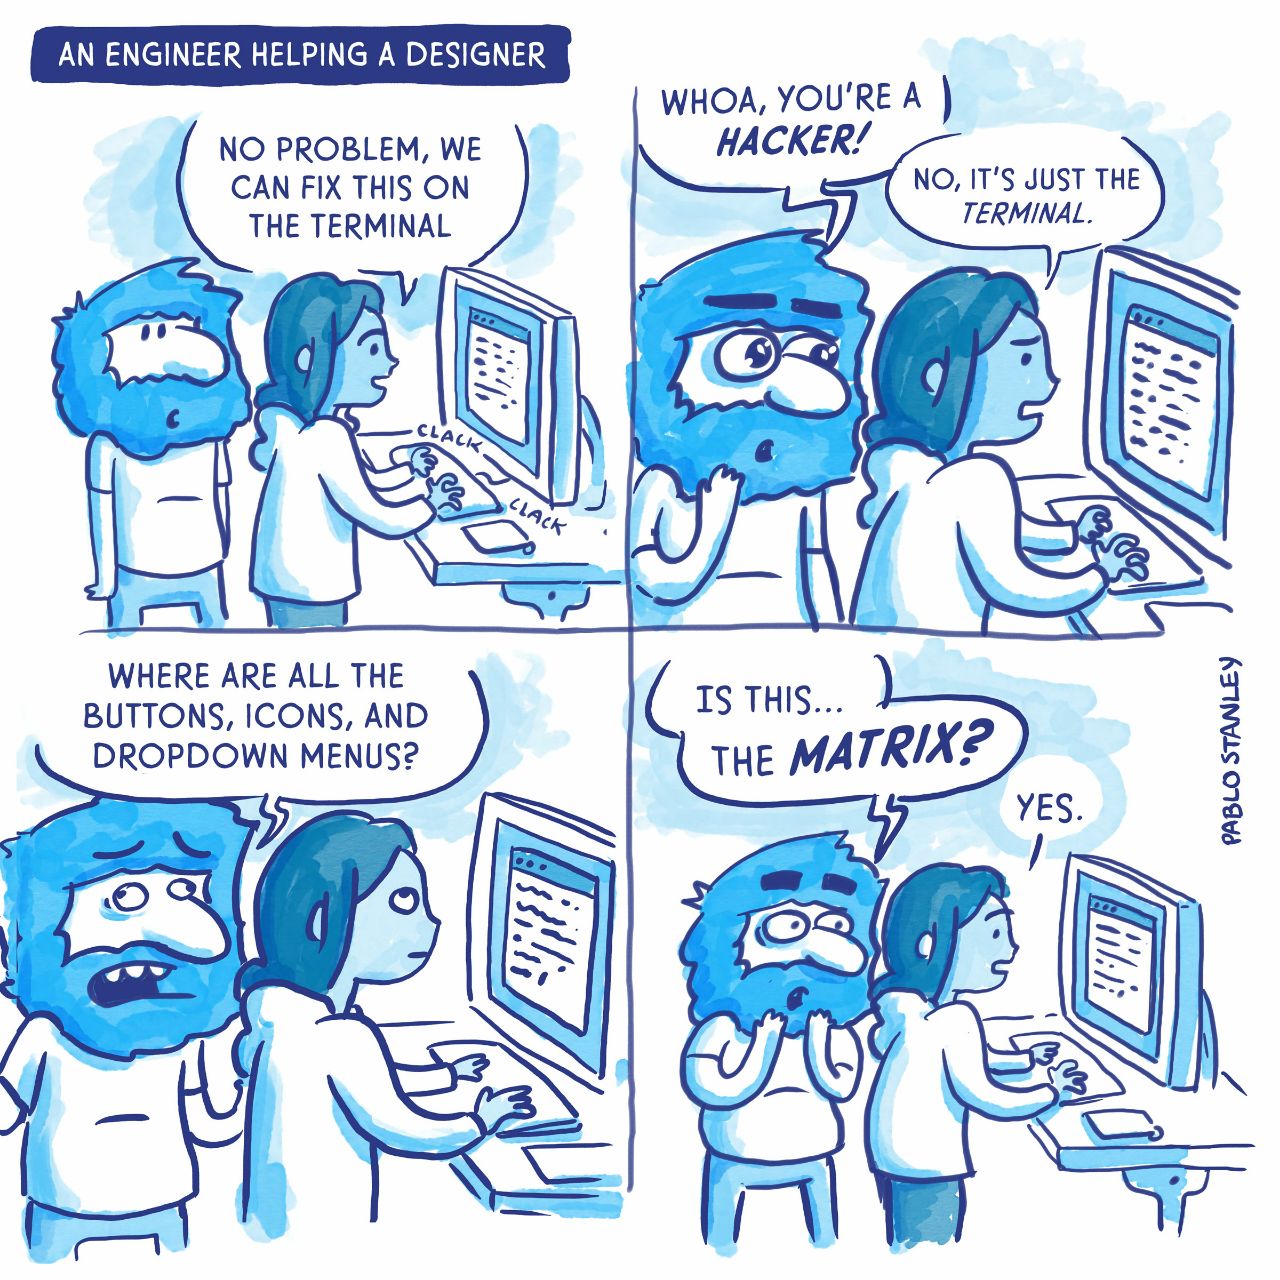 AN ENGINEER HELPING A DESIGNER
NO PROBLEM, WE
CAN FIX THIS ON
THE TERMINAL
CLACK
CLACK
WHOA, YOU'RE A
HACKER!
NO, IT'S JUST THE
TERMINAL.
WHERE ARE ALL THE
BUTTONS, ICONS, AND
DROPDOWN MENUS?
IS THIS...
THE MATRIX?
YES.
PABLO STANLEY